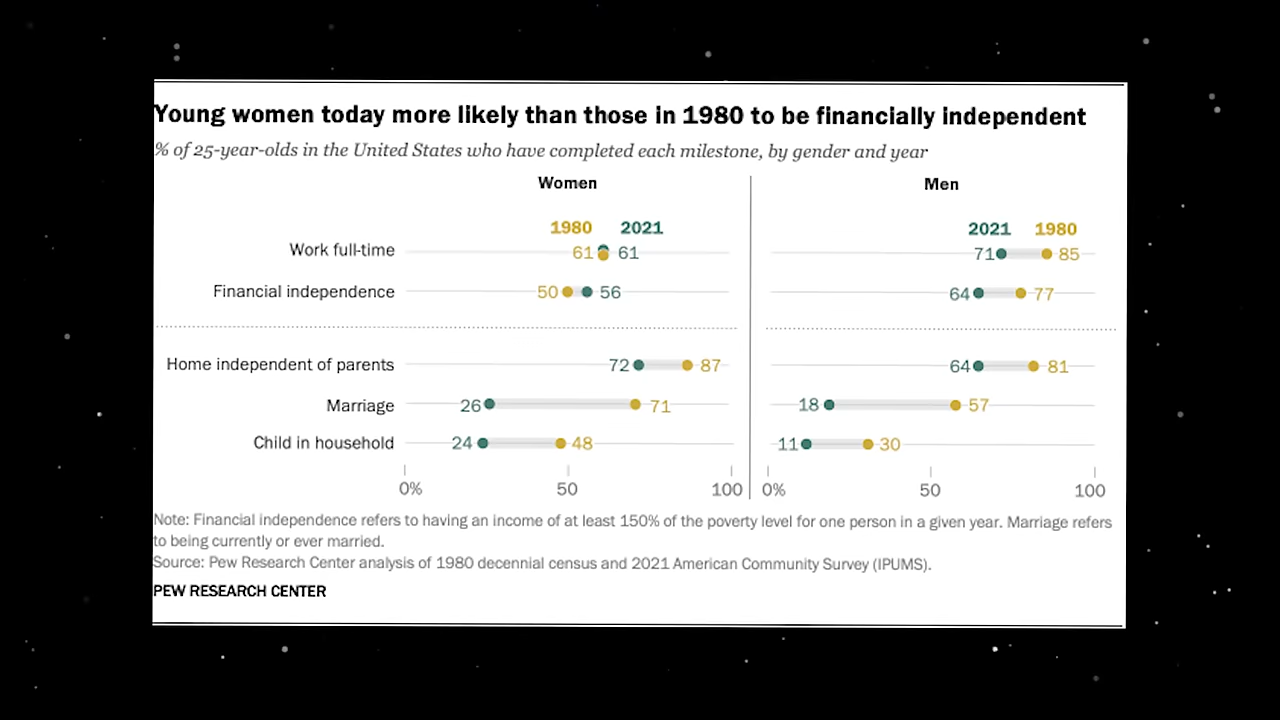 Young women today more likely than those in 1980 to be financially independent
% of 25-year-olds in the United States who have completed each milestone, by gender and year
Women
Men
1980 2021
2021 1980
Work full-time 61 61 71 85
Financial independence 50 56 64 77
Home independent of parents 72 87 64 81
Marriage 26 71 18 57
Child in household 24 48 11 30
0% 50 100 0% 50 100
Note: Financial independence refers to having an income of at least 150% of the poverty level for one person in a given year. Marriage refers
to being currently or ever married.
Source: Pew Research Center analysis of 1980 decennial census and 2021 American Community Survey (IPUMS).
PEW RESEARCH CENTER